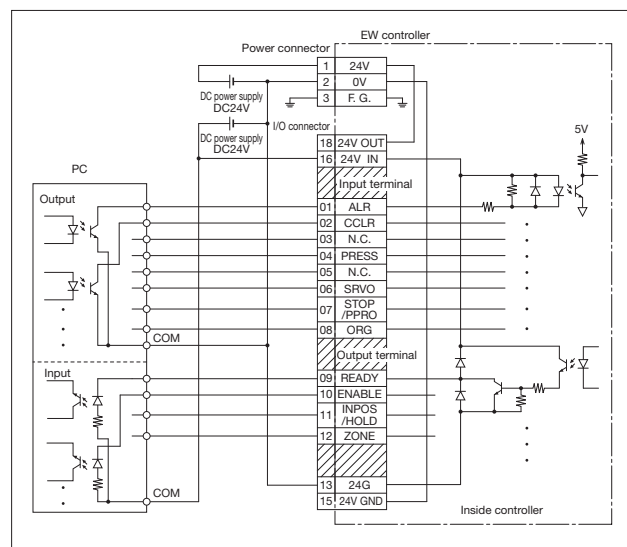 EW controller
Power connector
1 24V
2 0V
3 F. G.
DC power supply
DC24V
DC power supply
DC24V
I/O connector
18 24V OUT
16 24V IN
5V
PC
Input terminal
Output
01 ALR
02 CCLR
03 N.C.
04 PRESS
05 N.C.
06 SRVO
07 STOP
/PPRO
08 ORG
COM
Output terminal
Input
09 READY
10 ENABLE
11 INPOS
/HOLD
12 ZONE
COM
13 24G
15 24V GND
Inside controller